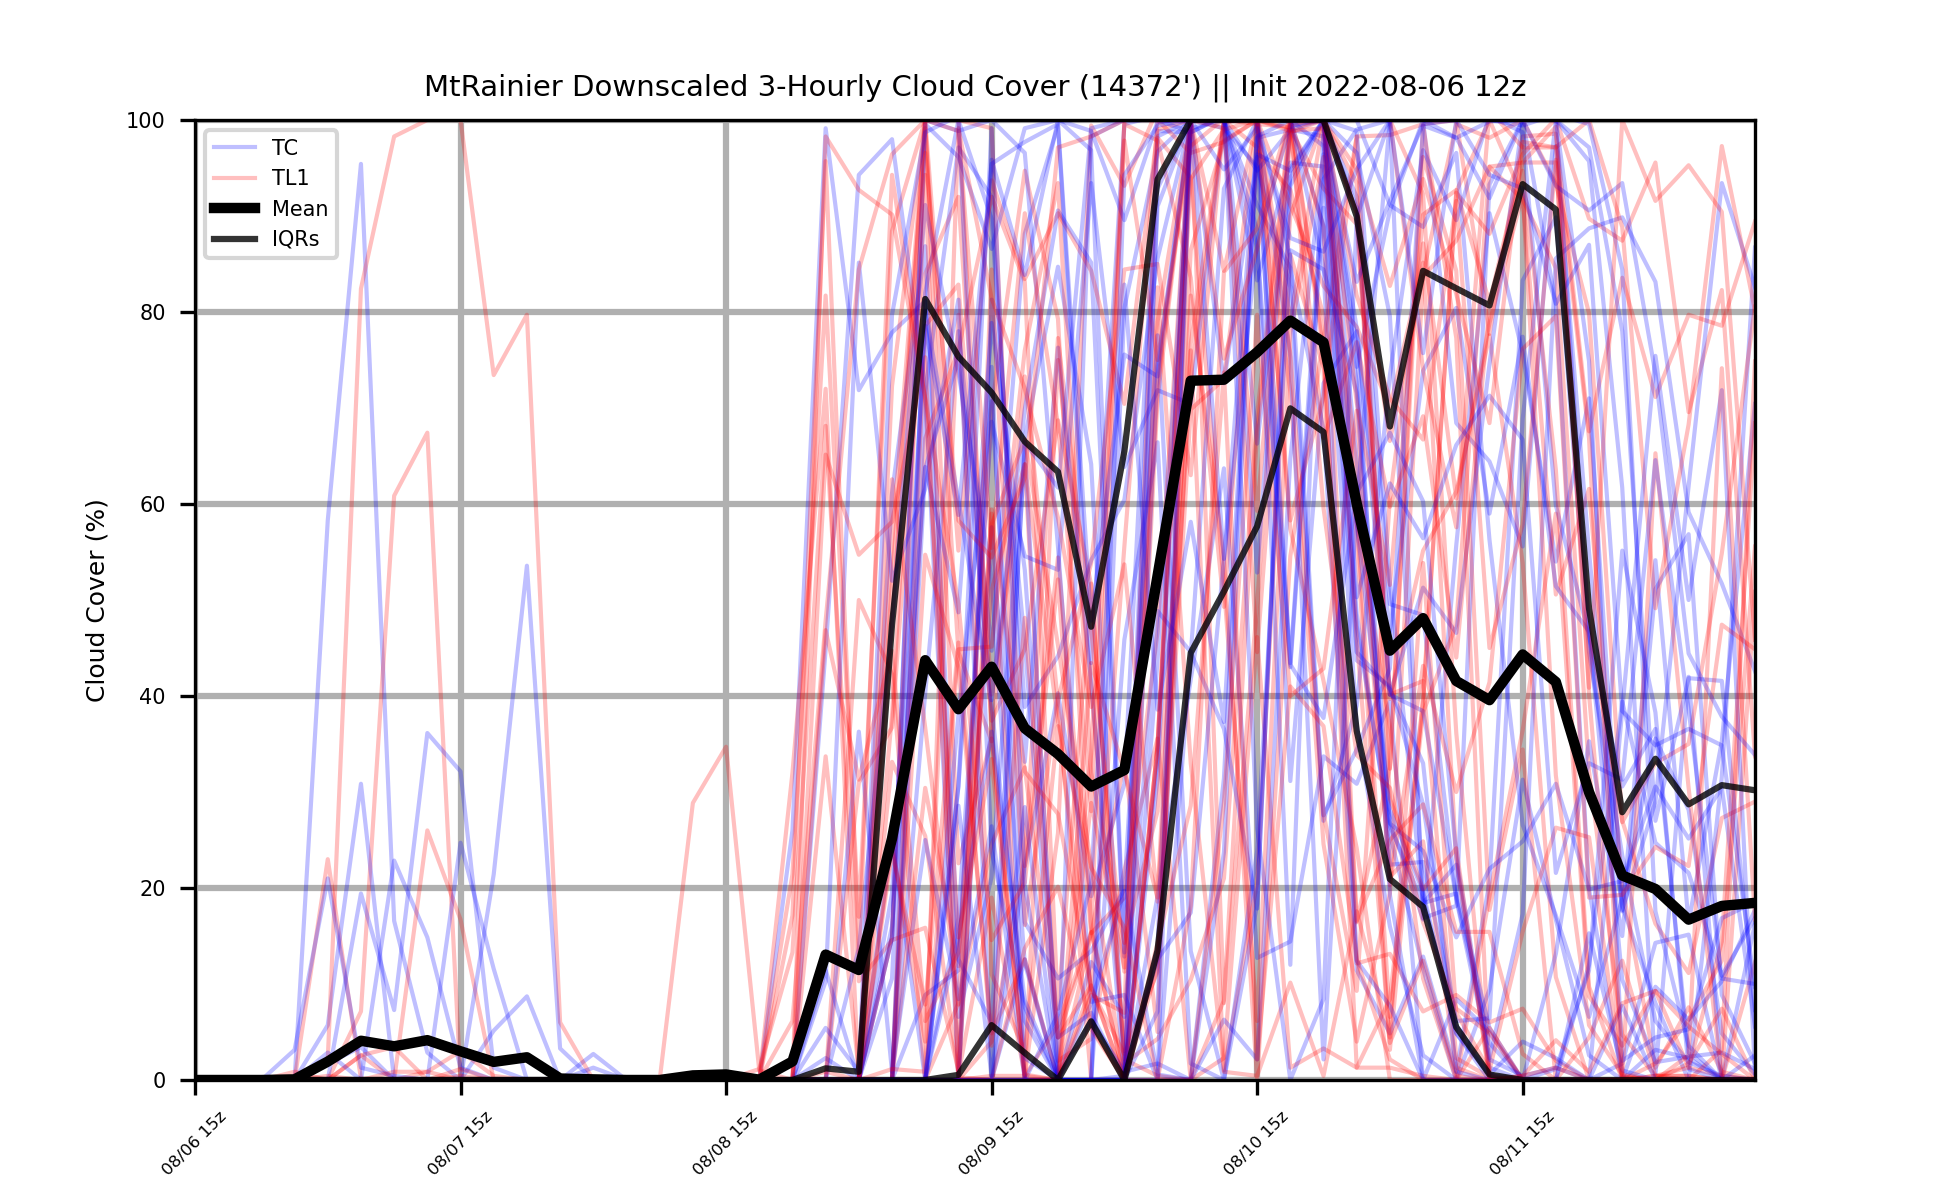 MtRainier Downscaled 3-Hourly Cloud Cover (14372') || Init 2022-08-06 12z
100
80
60
40
20
0
Cloud Cover (%)
TC
TL1
Mean
IQRs
08/06 15z
08/07 15z
08/08 15z
08/09 15z
08/10 15z
08/11 15z